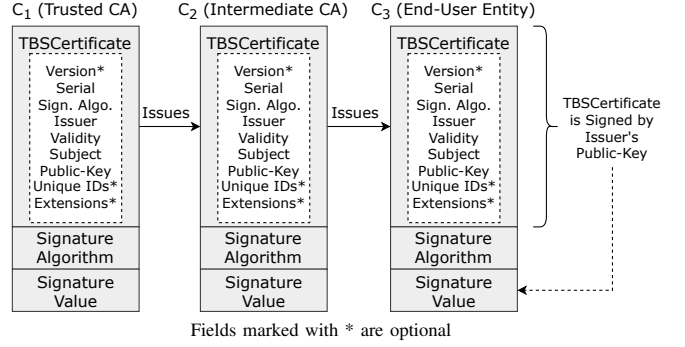 C₁ (Trusted CA)
TBSCertificate
Version*
Serial
Sign. Algo.
Issuer
Validity
Subject
Public-Key
Unique IDs*
Extensions*
Signature
Algorithm
Signature
Value
Issues
C₂ (Intermediate CA)
TBSCertificate
Version*
Serial
Sign. Algo.
Issuer
Validity
Subject
Public-Key
Unique IDs*
Extensions*
Signature
Algorithm
Signature
Value
Issues
C₃ (End-User Entity)
TBSCertificate
Version*
Serial
Sign. Algo.
Issuer
Validity
Subject
Public-Key
Unique IDs*
Extensions*
Signature
Algorithm
Signature
Value
TBSCertificate
is Signed by
Issuer's
Public-Key
Fields marked with * are optional